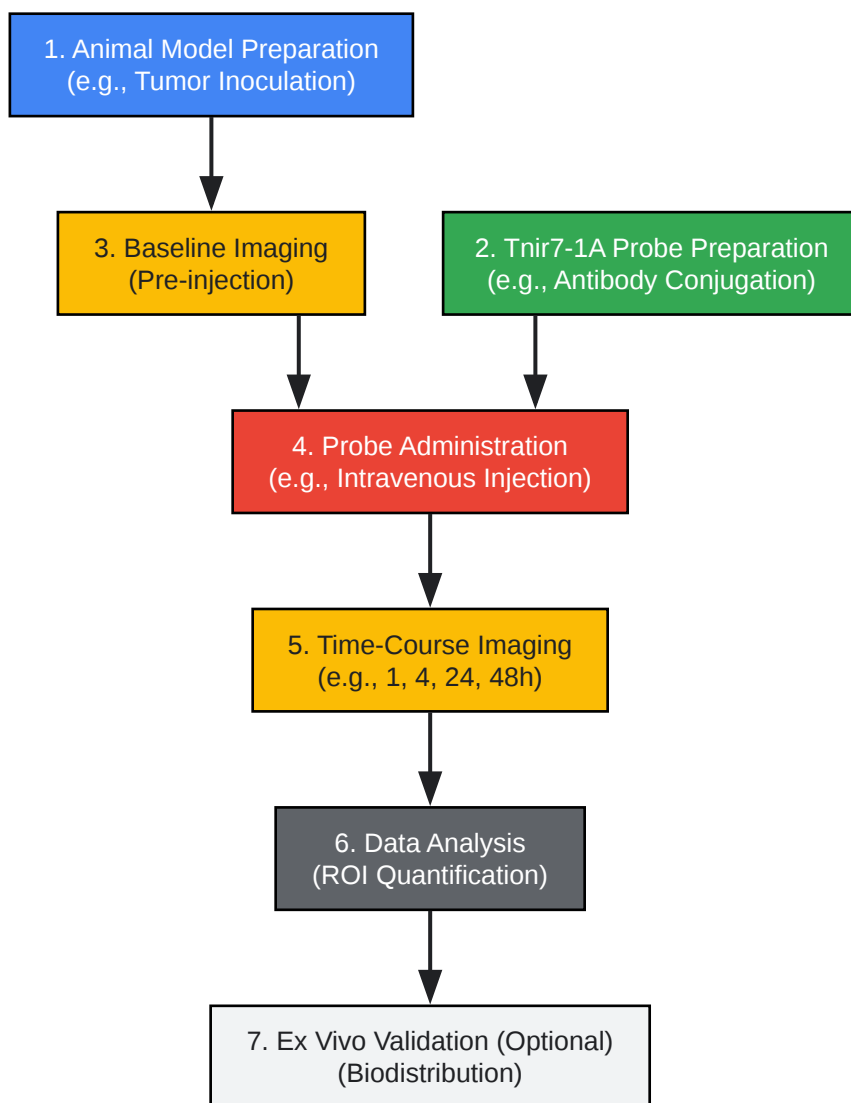 1. Animal Model Preparation
(e.g., Tumor Inoculation)
3. Baseline Imaging
(Pre-injection)
2. Tnir7-1A Probe Preparation
(e.g., Antibody Conjugation)
4. Probe Administration
(e.g., Intravenous Injection)
5. Time-Course Imaging
(e.g., 1, 4, 24, 48h)
6. Data Analysis
(ROI Quantification)
7. Ex Vivo Validation (Optional)
(Biodistribution)